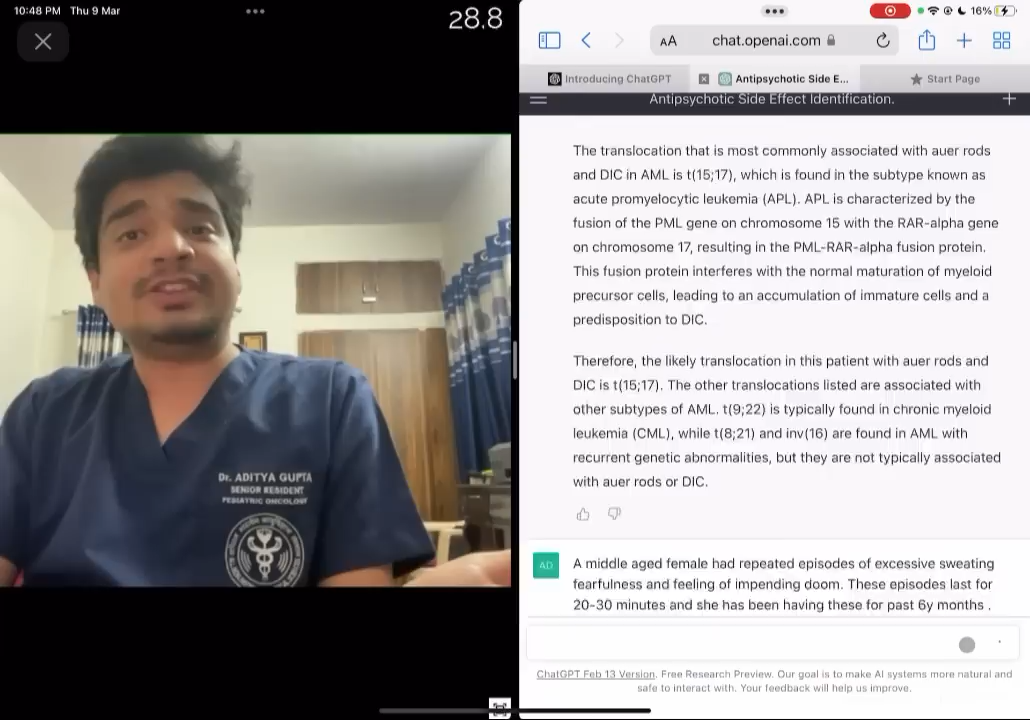 10:48 PM Thu 9 Mar
28.8
16%
AA chat.openai.com
Introducing ChatGPT
Antipsychotic Side E...
Start Page
Antipsychotic Side Effect Identification.
The translocation that is most commonly associated with auer rods
and DIC in AML is t(15;17), which is found in the subtype known as
acute promyelocytic leukemia (APL). APL is characterized by the
fusion of the PML gene on chromosome 15 with the RAR-alpha gene
on chromosome 17, resulting in the PML-RAR-alpha fusion protein.
This fusion protein interferes with the normal maturation of myeloid
precursor cells, leading to an accumulation of immature cells and a
predisposition to DIC.
Therefore, the likely translocation in this patient with auer rods and
DIC is t(15;17). The other translocations listed are associated with
other subtypes of AML. t(9;22) is typically found in chronic myeloid
leukemia (CML), while t(8;21) and inv(16) are found in AML with
recurrent genetic abnormalities, but they are not typically associated
with auer rods or DIC.
AD
A middle aged female had repeated episodes of excessive sweating
fearfulness and feeling of impending doom. These episodes last for
20-30 minutes and she has been having these for past 6y months .
ChatGPT Feb 13 Version. Free Research Preview. Our goal is to make AI systems more natural and
safe to interact with. Your feedback will help us improve.
Dr. ADITYA GUPTA
SENIOR RESIDENT
PEDIATRIC ONCOLOGY